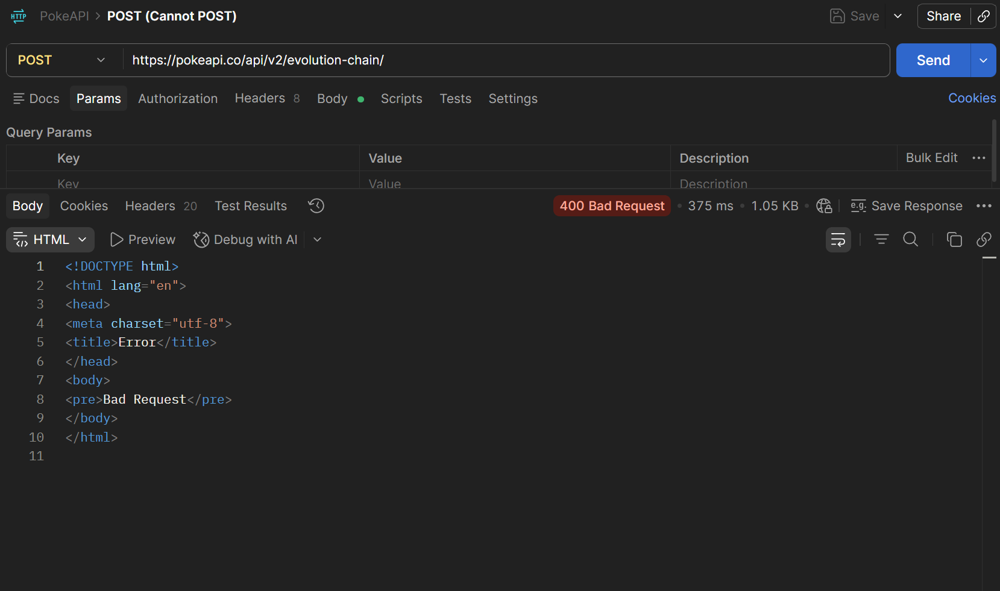 HTTP PokeAPI > POST (Cannot POST) Save Share
POST https://pokeapi.co/api/v2/evolution-chain/ Send
Docs Params Authorization Headers 8 Body Scripts Tests Settings Cookies
Query Params
Key Value Description Bulk Edit
Key Value Description
Body Cookies Headers 20 Test Results 400 Bad Request • 375 ms • 1.05 KB • e.g. Save Response
HTML Preview Debug with AI
1 <!DOCTYPE html>
2 <html lang="en">
3 <head>
4 <meta charset="utf-8">
5 <title>Error</title>
6 </head>
7 <body>
8 <pre>Bad Request</pre>
9 </body>
10 </html>
11